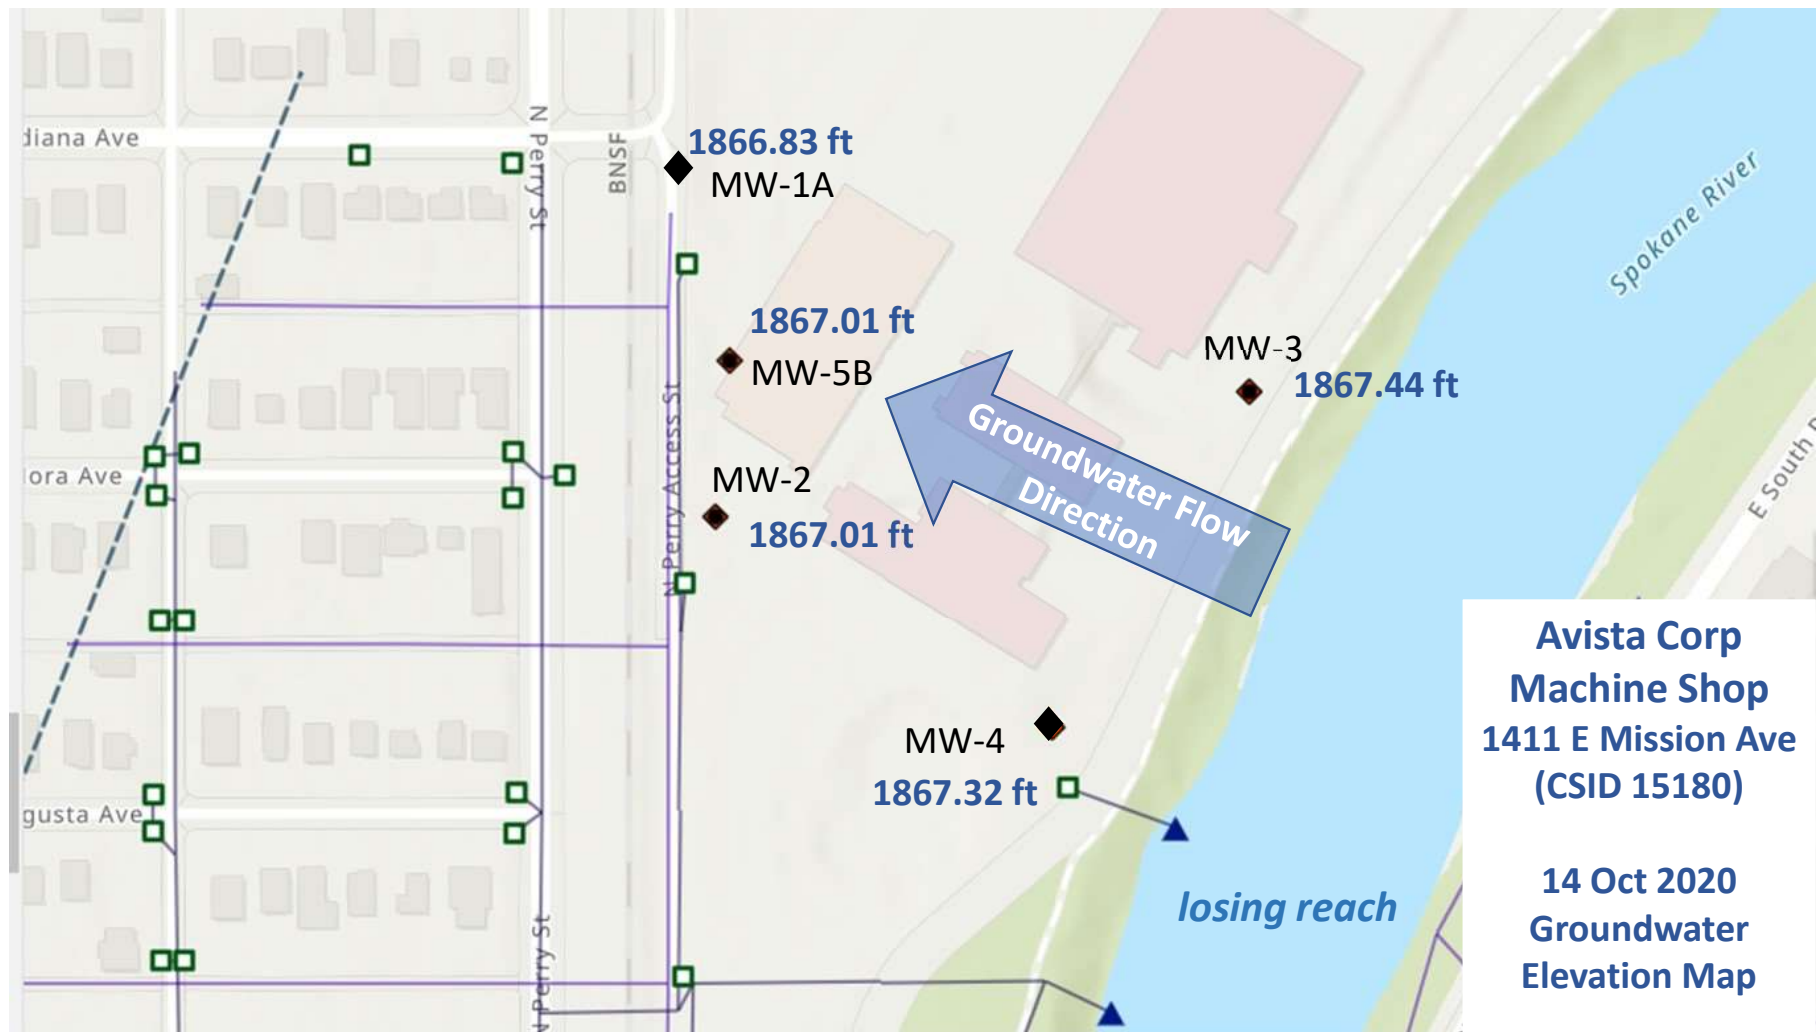 diana Ave
N Perry St
BNSF
1866.83 ft
MW-1A
Spokane River
1867.01 ft
MW-5B
MW-3
1867.44 ft
N Perry Access St
Groundwater Flow
Direction
ora Ave
MW-2
1867.01 ft
E South R
MW-4
1867.32 ft
gusta Ave
losing reach
N Perry St
Avista Corp
Machine Shop
1411 E Mission Ave
(CSID 15180)
14 Oct 2020
Groundwater
Elevation Map